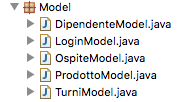 Model
DipendenteModel.java
LoginModel.java
OspiteModel.java
ProdottoModel.java
TurniModel.java